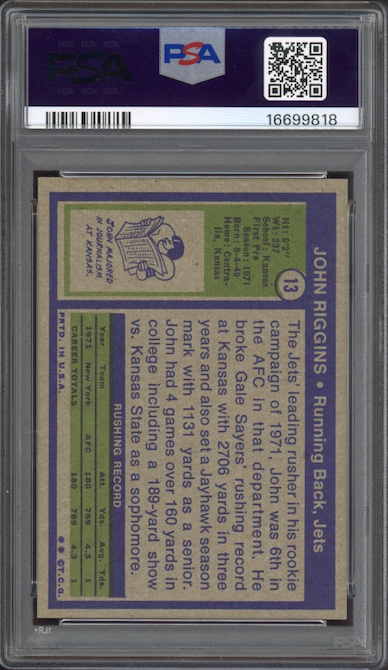 PSA
PSA
PSA
16699818
13
JOHN RIGGINS • Running Back, Jets
Ht: 6'2"
Wt: 237
School: Kansas
First Pro
Season: 1971
Born: 8-4-49
Home: Centra-
lia, Kansas
JOHN MAJORED
IN JOURNALISM
AT KANSAS.
The Jets' leading rusher in his rookie
campaign of 1971, John was 6th in
the AFC in that department. He
broke Gale Sayers' rushing record
at Kansas with 2706 yards in three
years and also set a Jayhawk season
mark with 1131 yards as a senior.
John had 4 games over 160 yards in
college including a 189-yard show
vs. Kansas State as a sophomore.
RUSHING RECORD
Year Team Att. Yds. Avg. Tds.
1971 New York AFC 180 769 4.3 1
CAREER TOTALS 180 769 4.3 1
PRTD. IN U.S.A.
* * ©T.C.G.